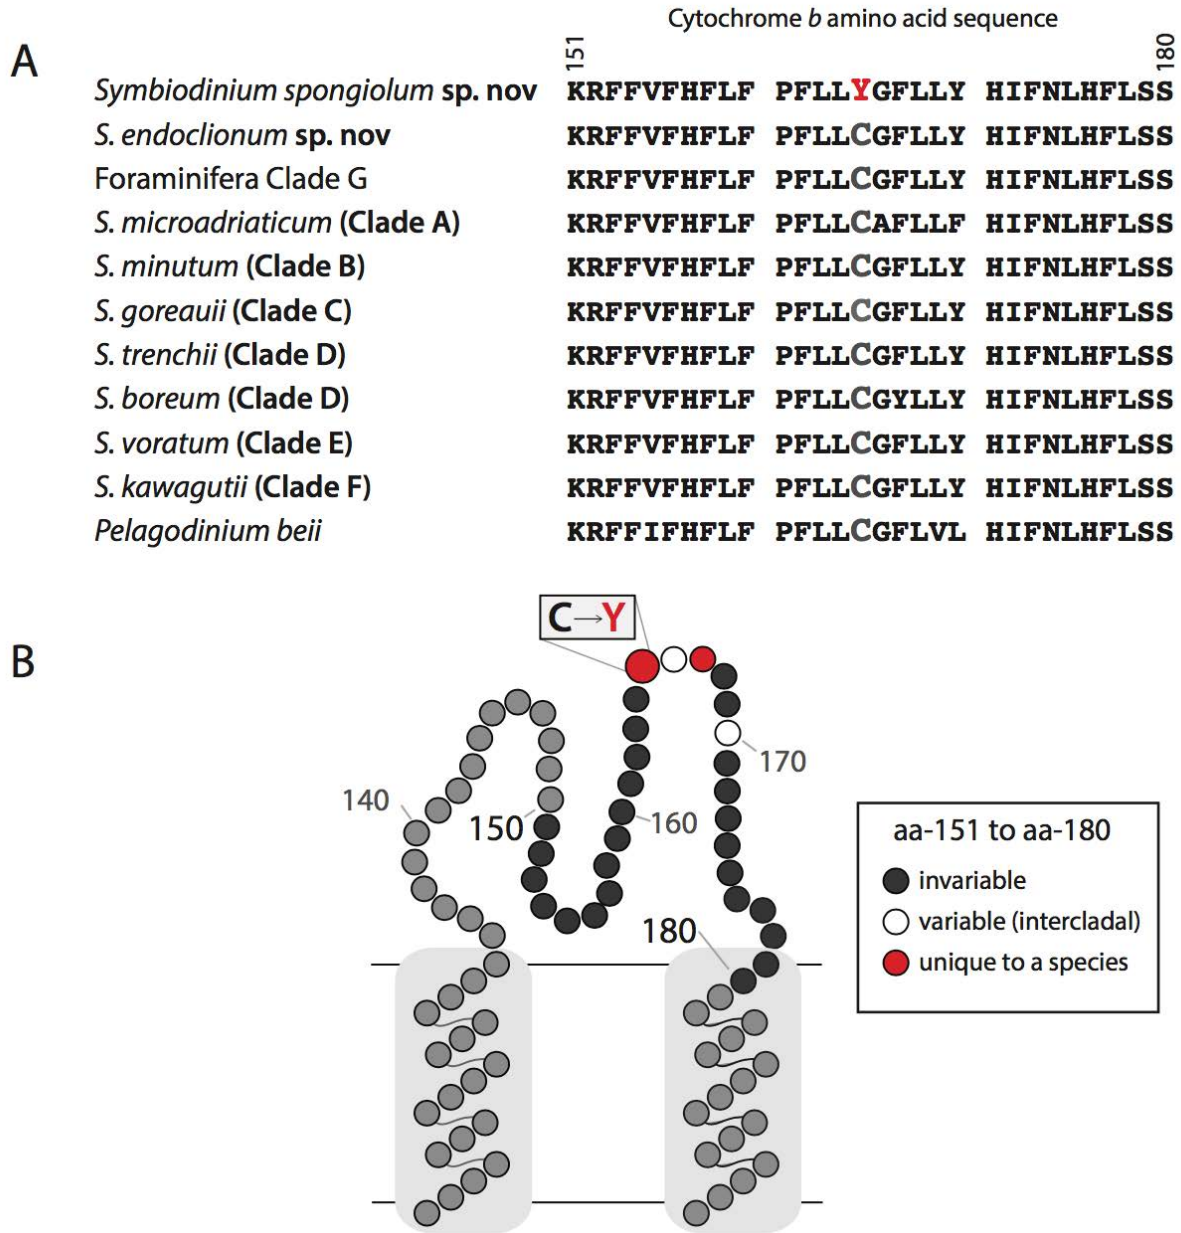 Cytochrome b amino acid sequence
A
151
180
Symbiodinium spongiolum sp. nov KRFFVFHFLF PFLLYGFLLY HIFNLHFLSS
S. endoclionum sp. nov KRFFVFHFLF PFLLCGFLLY HIFNLHFLSS
Foraminifera Clade G KRFFVFHFLF PFLLCGFLLY HIFNLHFLSS
S. microadriaticum (Clade A) KRFFVFHFLF PFLLCAFLLF HIFNLHFLSS
S. minutum (Clade B) KRFFVFHFLF PFLLCGFLLY HIFNLHFLSS
S. goreauii (Clade C) KRFFVFHFLF PFLLCGFLLY HIFNLHFLSS
S. trenchii (Clade D) KRFFVFHFLF PFLLCGFLLY HIFNLHFLSS
S. boreum (Clade D) KRFFVFHFLF PFLLCGYLLY HIFNLHFLSS
S. voratum (Clade E) KRFFVFHFLF PFLLCGFLLY HIFNLHFLSS
S. kawagutii (Clade F) KRFFVFHFLF PFLLCGFLLY HIFNLHFLSS
Pelagodinium beii KRFFIFHFLF PFLLCGFLVL HIFNLHFLSS
B
C→Y
170
140
150
160
180
aa-151 to aa-180
invariable
variable (intercladal)
unique to a species